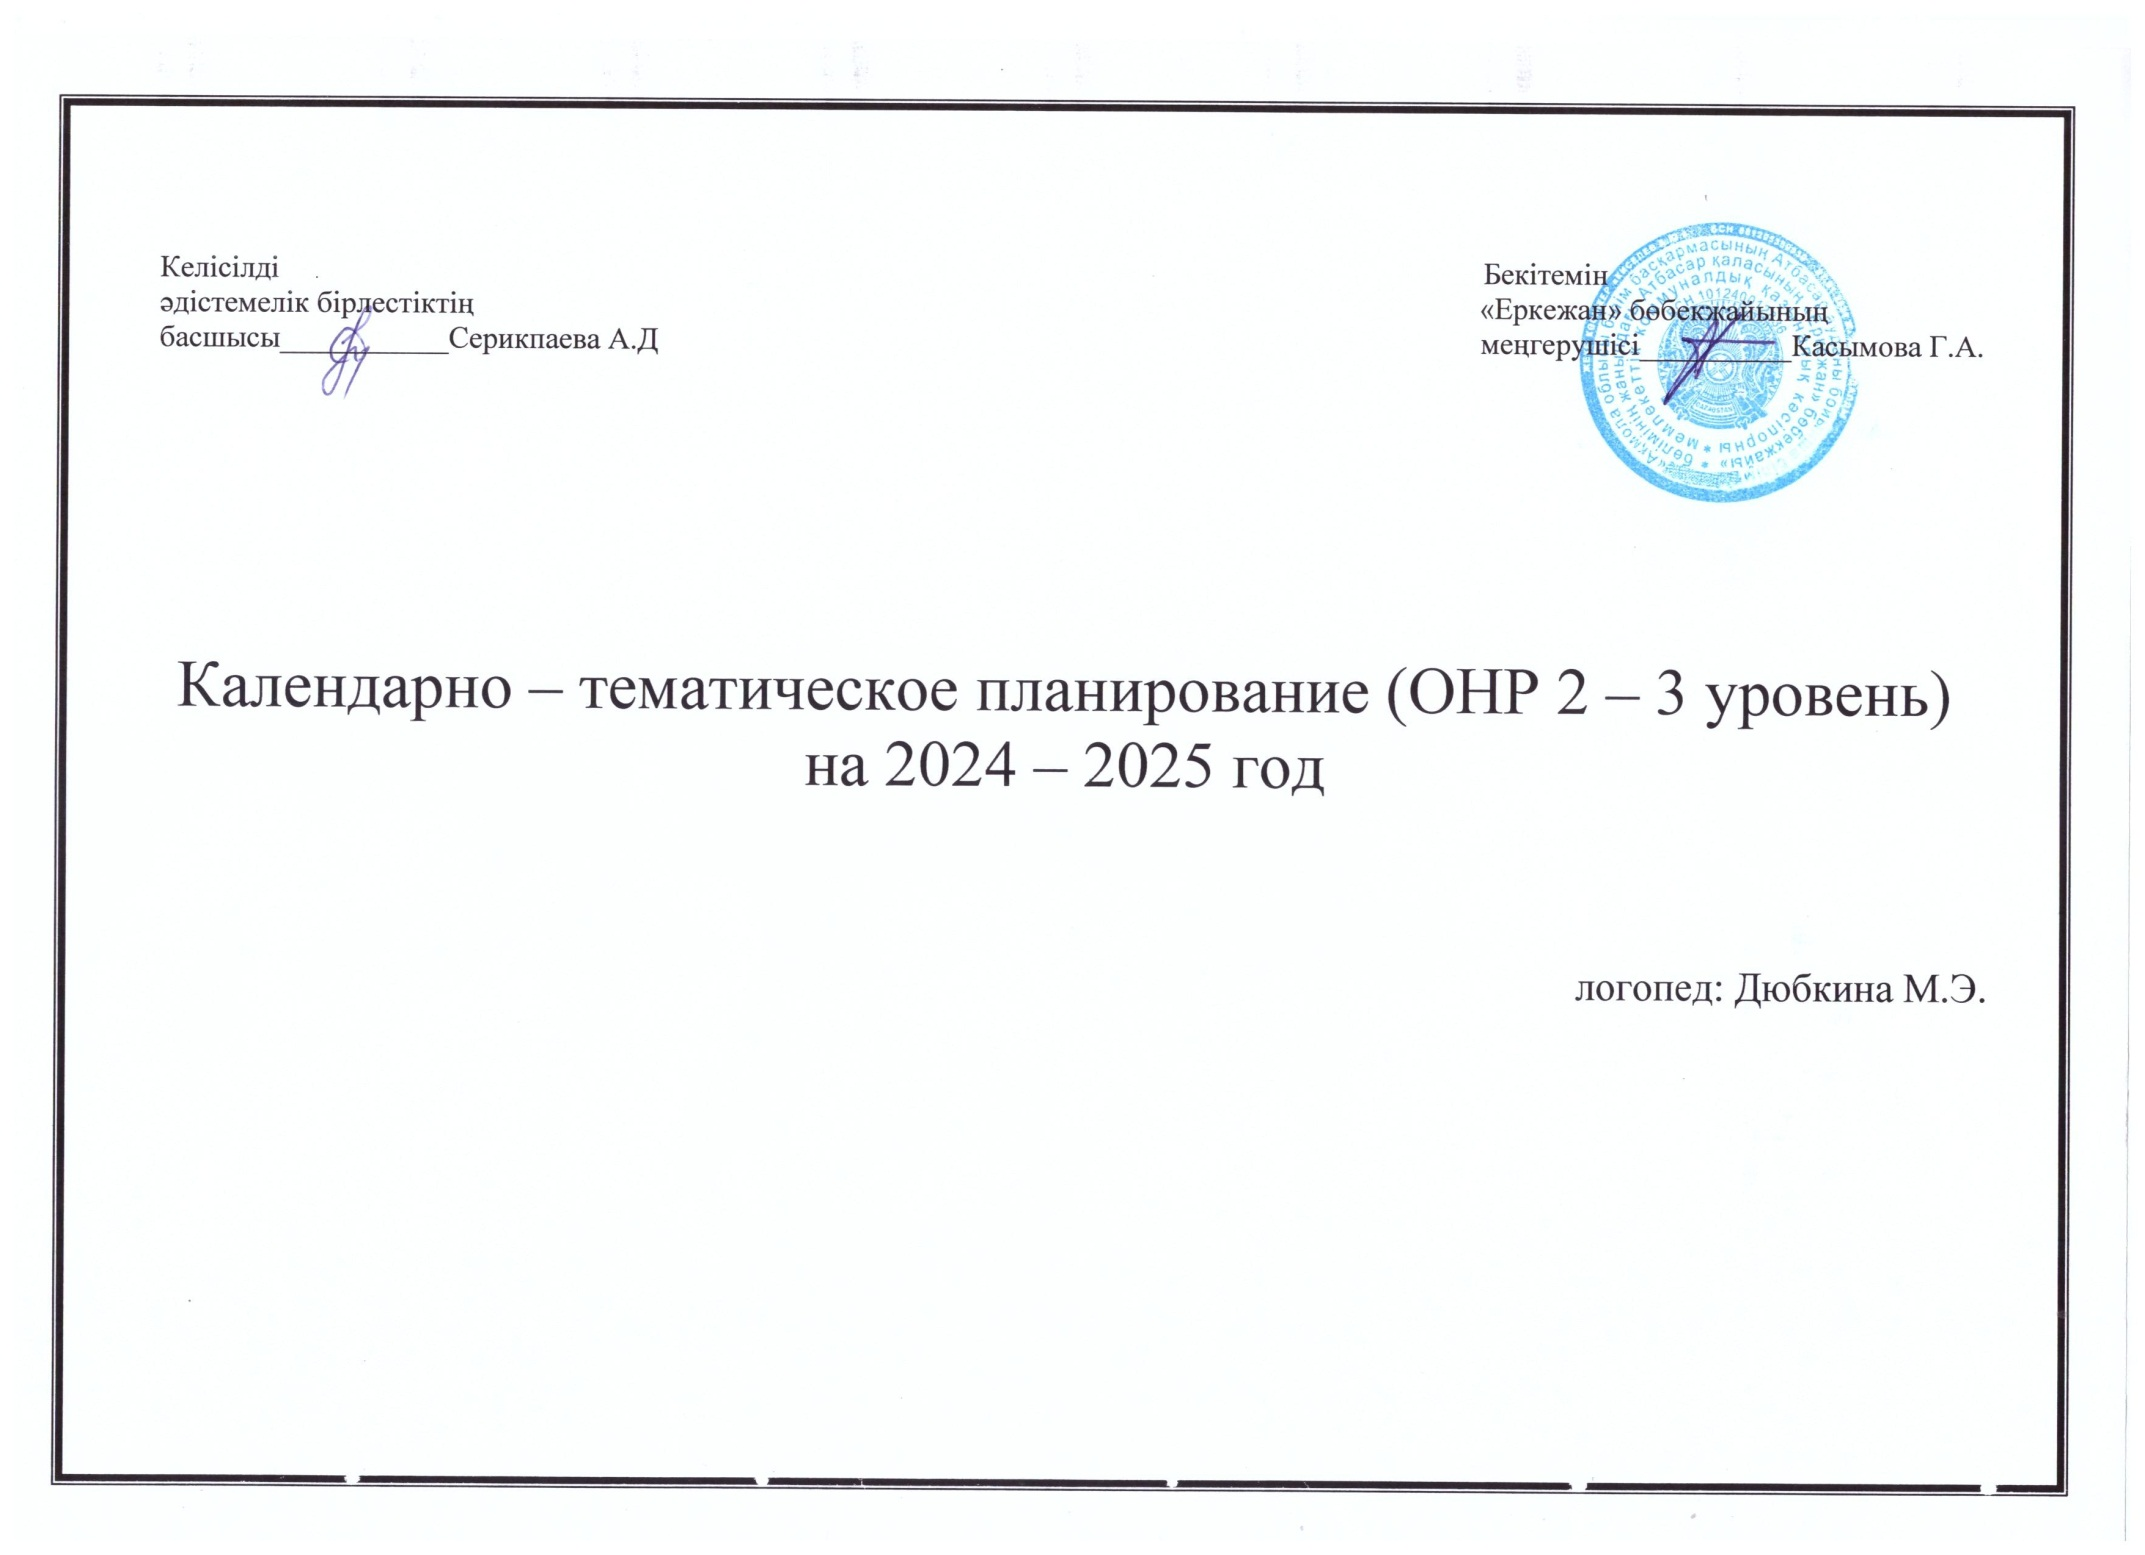 Келісілді
әдістемелік бірлестіктің
басшысы___________Серикпаева А.Д
Бекітемін
«Еркежан» бөбекжайының
меңгерушісі__________Касымова Г.А.
Календарно – тематическое планирование (ОНР 2 – 3 уровень)
на 2024 – 2025 год
логопед: Дюбкина М.Э.